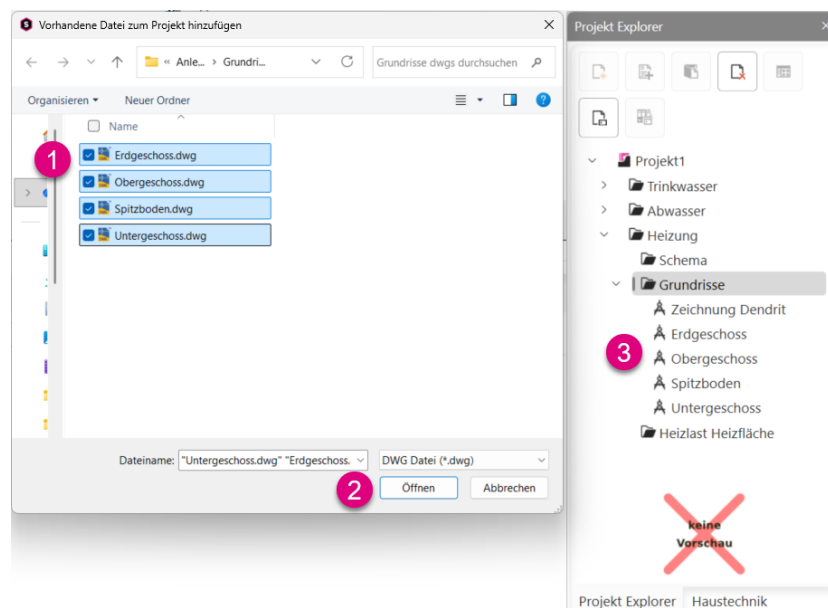 Vorhandene Datei zum Projekt hinzufügen
Anle... › Grundri...
Grundrisse dwgs durchsuchen
Organisieren
Neuer Ordner
Name
1
Erdgeschoss.dwg
Obergeschoss.dwg
Spitzboden.dwg
Untergeschoss.dwg
Dateiname:
"Untergeschoss.dwg" "Erdgeschoss.
DWG Datei (*.dwg)
2
Öffnen
Abbrechen
Projekt Explorer
Projekt1
Trinkwasser
Abwasser
Heizung
Schema
Grundrisse
Zeichnung Dendrit
Erdgeschoss
3
Obergeschoss
Spitzboden
Untergeschoss
Heizlast Heizfläche
keine
Vorschau
Projekt Explorer
Haustechnik